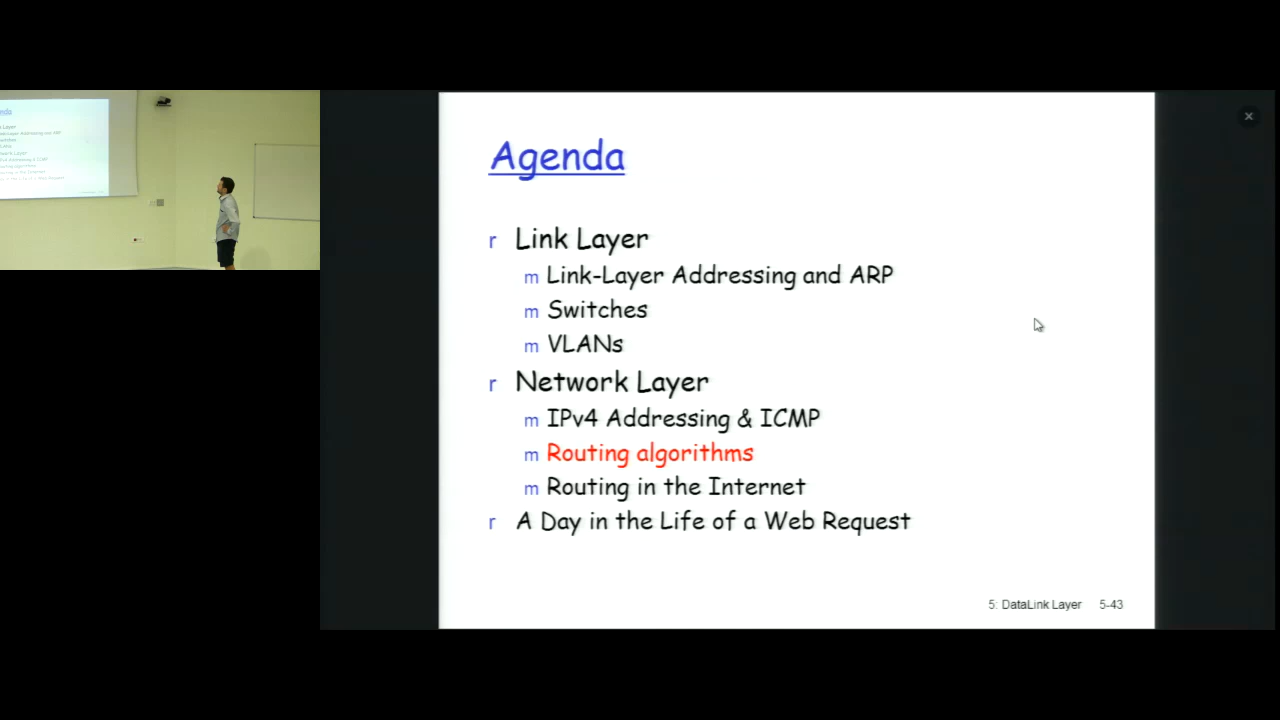 Agenda
r Link Layer
m Link-Layer Addressing and ARP
m Switches
m VLANs
r Network Layer
m IPv4 Addressing & ICMP
m Routing algorithms
m Routing in the Internet
r A Day in the Life of a Web Request
5: DataLink Layer 5-43